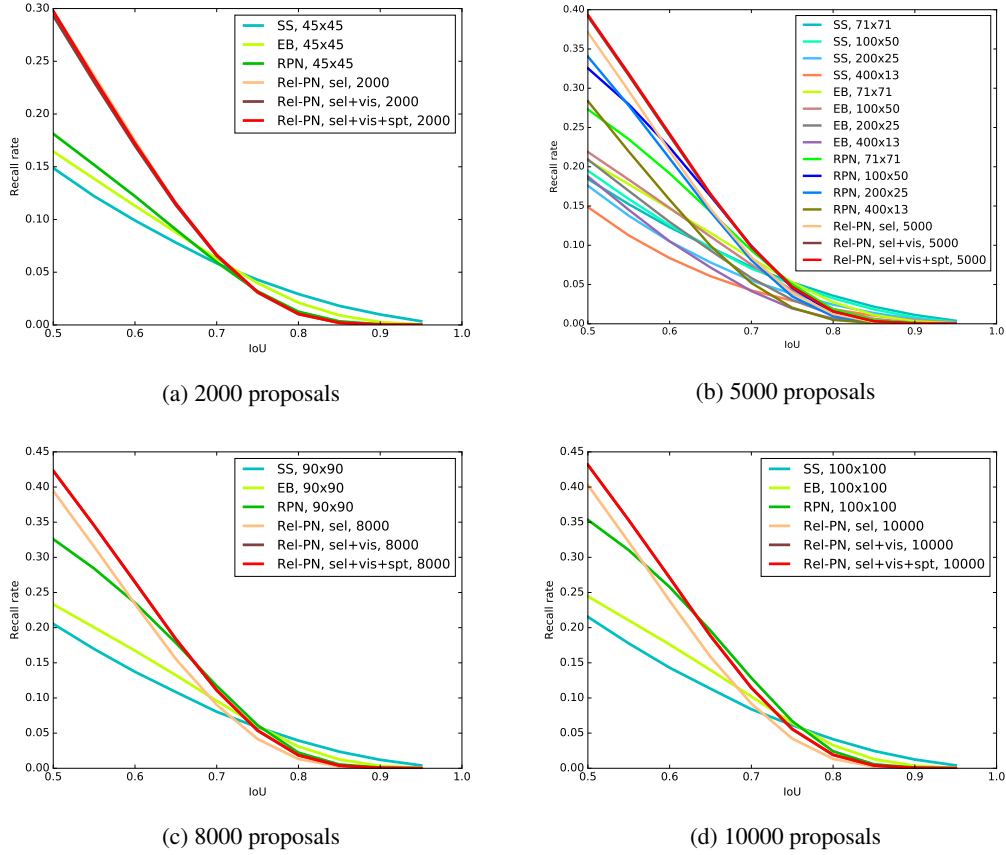 0.30
0.25
0.20
0.15
0.10
0.05
0.00
Recall rate
0.5 0.6 0.7 0.8 0.9 1.0
IoU
SS, 45x45
EB, 45x45
RPN, 45x45
Rel-PN, sel, 2000
Rel-PN, sel+vis, 2000
Rel-PN, sel+vis+spt, 2000
(a) 2000 proposals
0.40
0.35
0.30
0.25
0.20
0.15
0.10
0.05
0.00
Recall rate
0.5 0.6 0.7 0.8 0.9 1.0
IoU
SS, 71x71
SS, 100x50
SS, 200x25
SS, 400x13
EB, 71x71
EB, 100x50
EB, 200x25
EB, 400x13
RPN, 71x71
RPN, 100x50
RPN, 200x25
RPN, 400x13
Rel-PN, sel, 5000
Rel-PN, sel+vis, 5000
Rel-PN, sel+vis+spt, 5000
(b) 5000 proposals
0.45
0.40
0.35
0.30
0.25
0.20
0.15
0.10
0.05
0.00
Recall rate
0.5 0.6 0.7 0.8 0.9 1.0
IoU
SS, 90x90
EB, 90x90
RPN, 90x90
Rel-PN, sel, 8000
Rel-PN, sel+vis, 8000
Rel-PN, sel+vis+spt, 8000
(c) 8000 proposals
0.45
0.40
0.35
0.30
0.25
0.20
0.15
0.10
0.05
0.00
Recall rate
0.5 0.6 0.7 0.8 0.9 1.0
IoU
SS, 100x100
EB, 100x100
RPN, 100x100
Rel-PN, sel, 10000
Rel-PN, sel+vis, 10000
Rel-PN, sel+vis+spt, 10000
(d) 10000 proposals